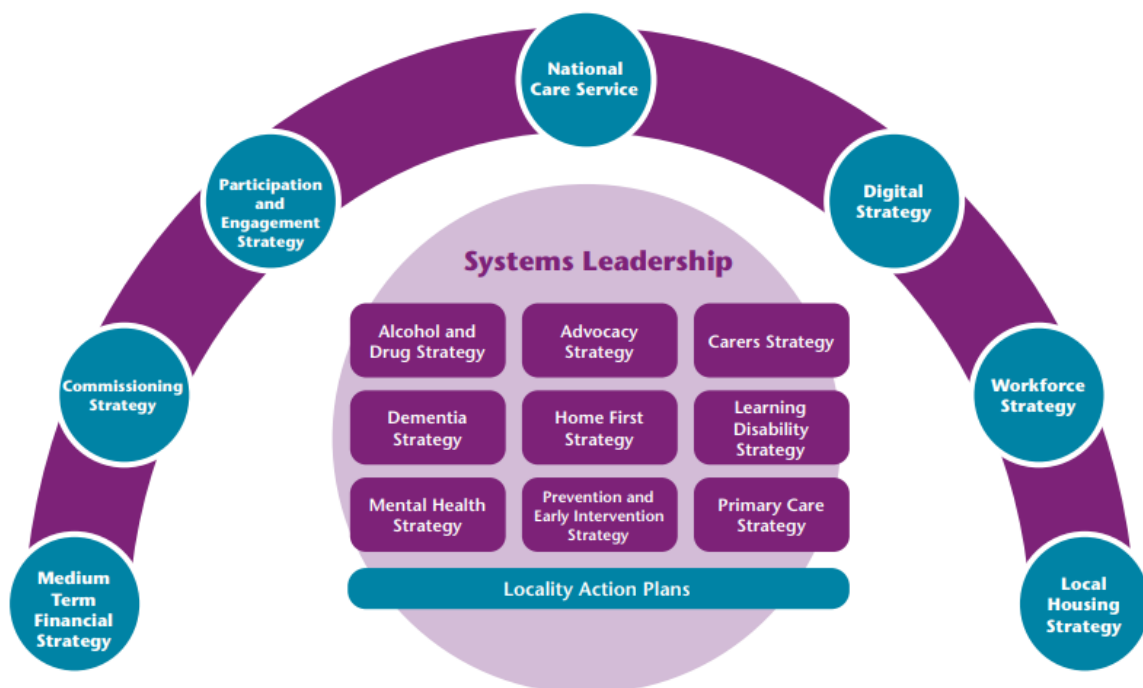 National
Care Service
Participation
and
Engagement
Strategy
Digital
Strategy
Commissioning
Strategy
Workforce
Strategy
Medium
Term
Financial
Strategy
Local
Housing
Strategy
Systems Leadership
Alcohol and
Drug Strategy
Advocacy
Strategy
Carers Strategy
Dementia
Strategy
Home First
Strategy
Learning
Disability
Strategy
Mental Health
Strategy
Prevention and
Early Intervention
Strategy
Primary Care
Strategy
Locality Action Plans